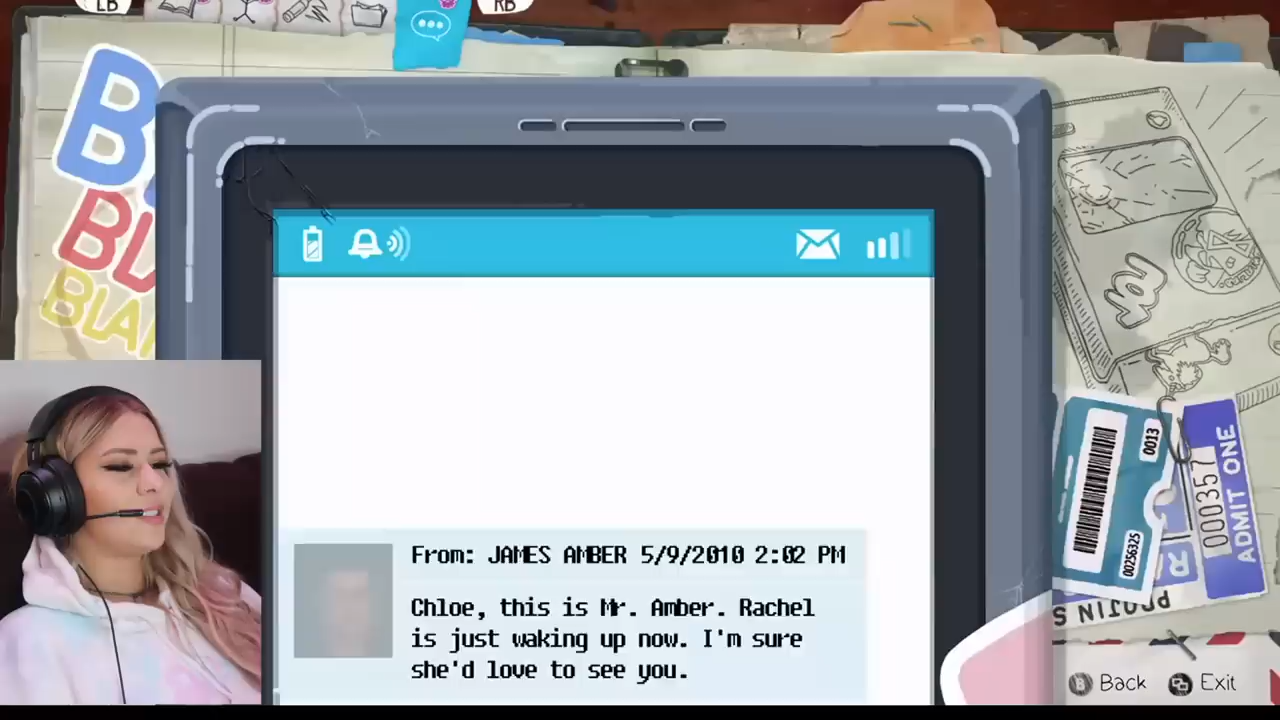 LB
RB
From: JAMES AMBER 5/9/2010 2:02 PM
Chloe, this is Mr. Amber. Rachel
is just waking up now. I'm sure
she'd love to see you.
0013
00256325
000357
ADMIT ONE
Back
Exit